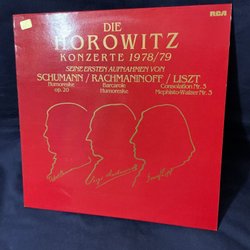 RCA
DIE
HOROWITZ
KONZERTE 1978/79
SEINE ERSTEN AUFNAHMEN VON
SCHUMANN / RACHMANINOFF / LISZT
Humoreske Barcarole Consolation Nr. 3
op. 20 Humoreske Mephisto-Walzer Nr. 3